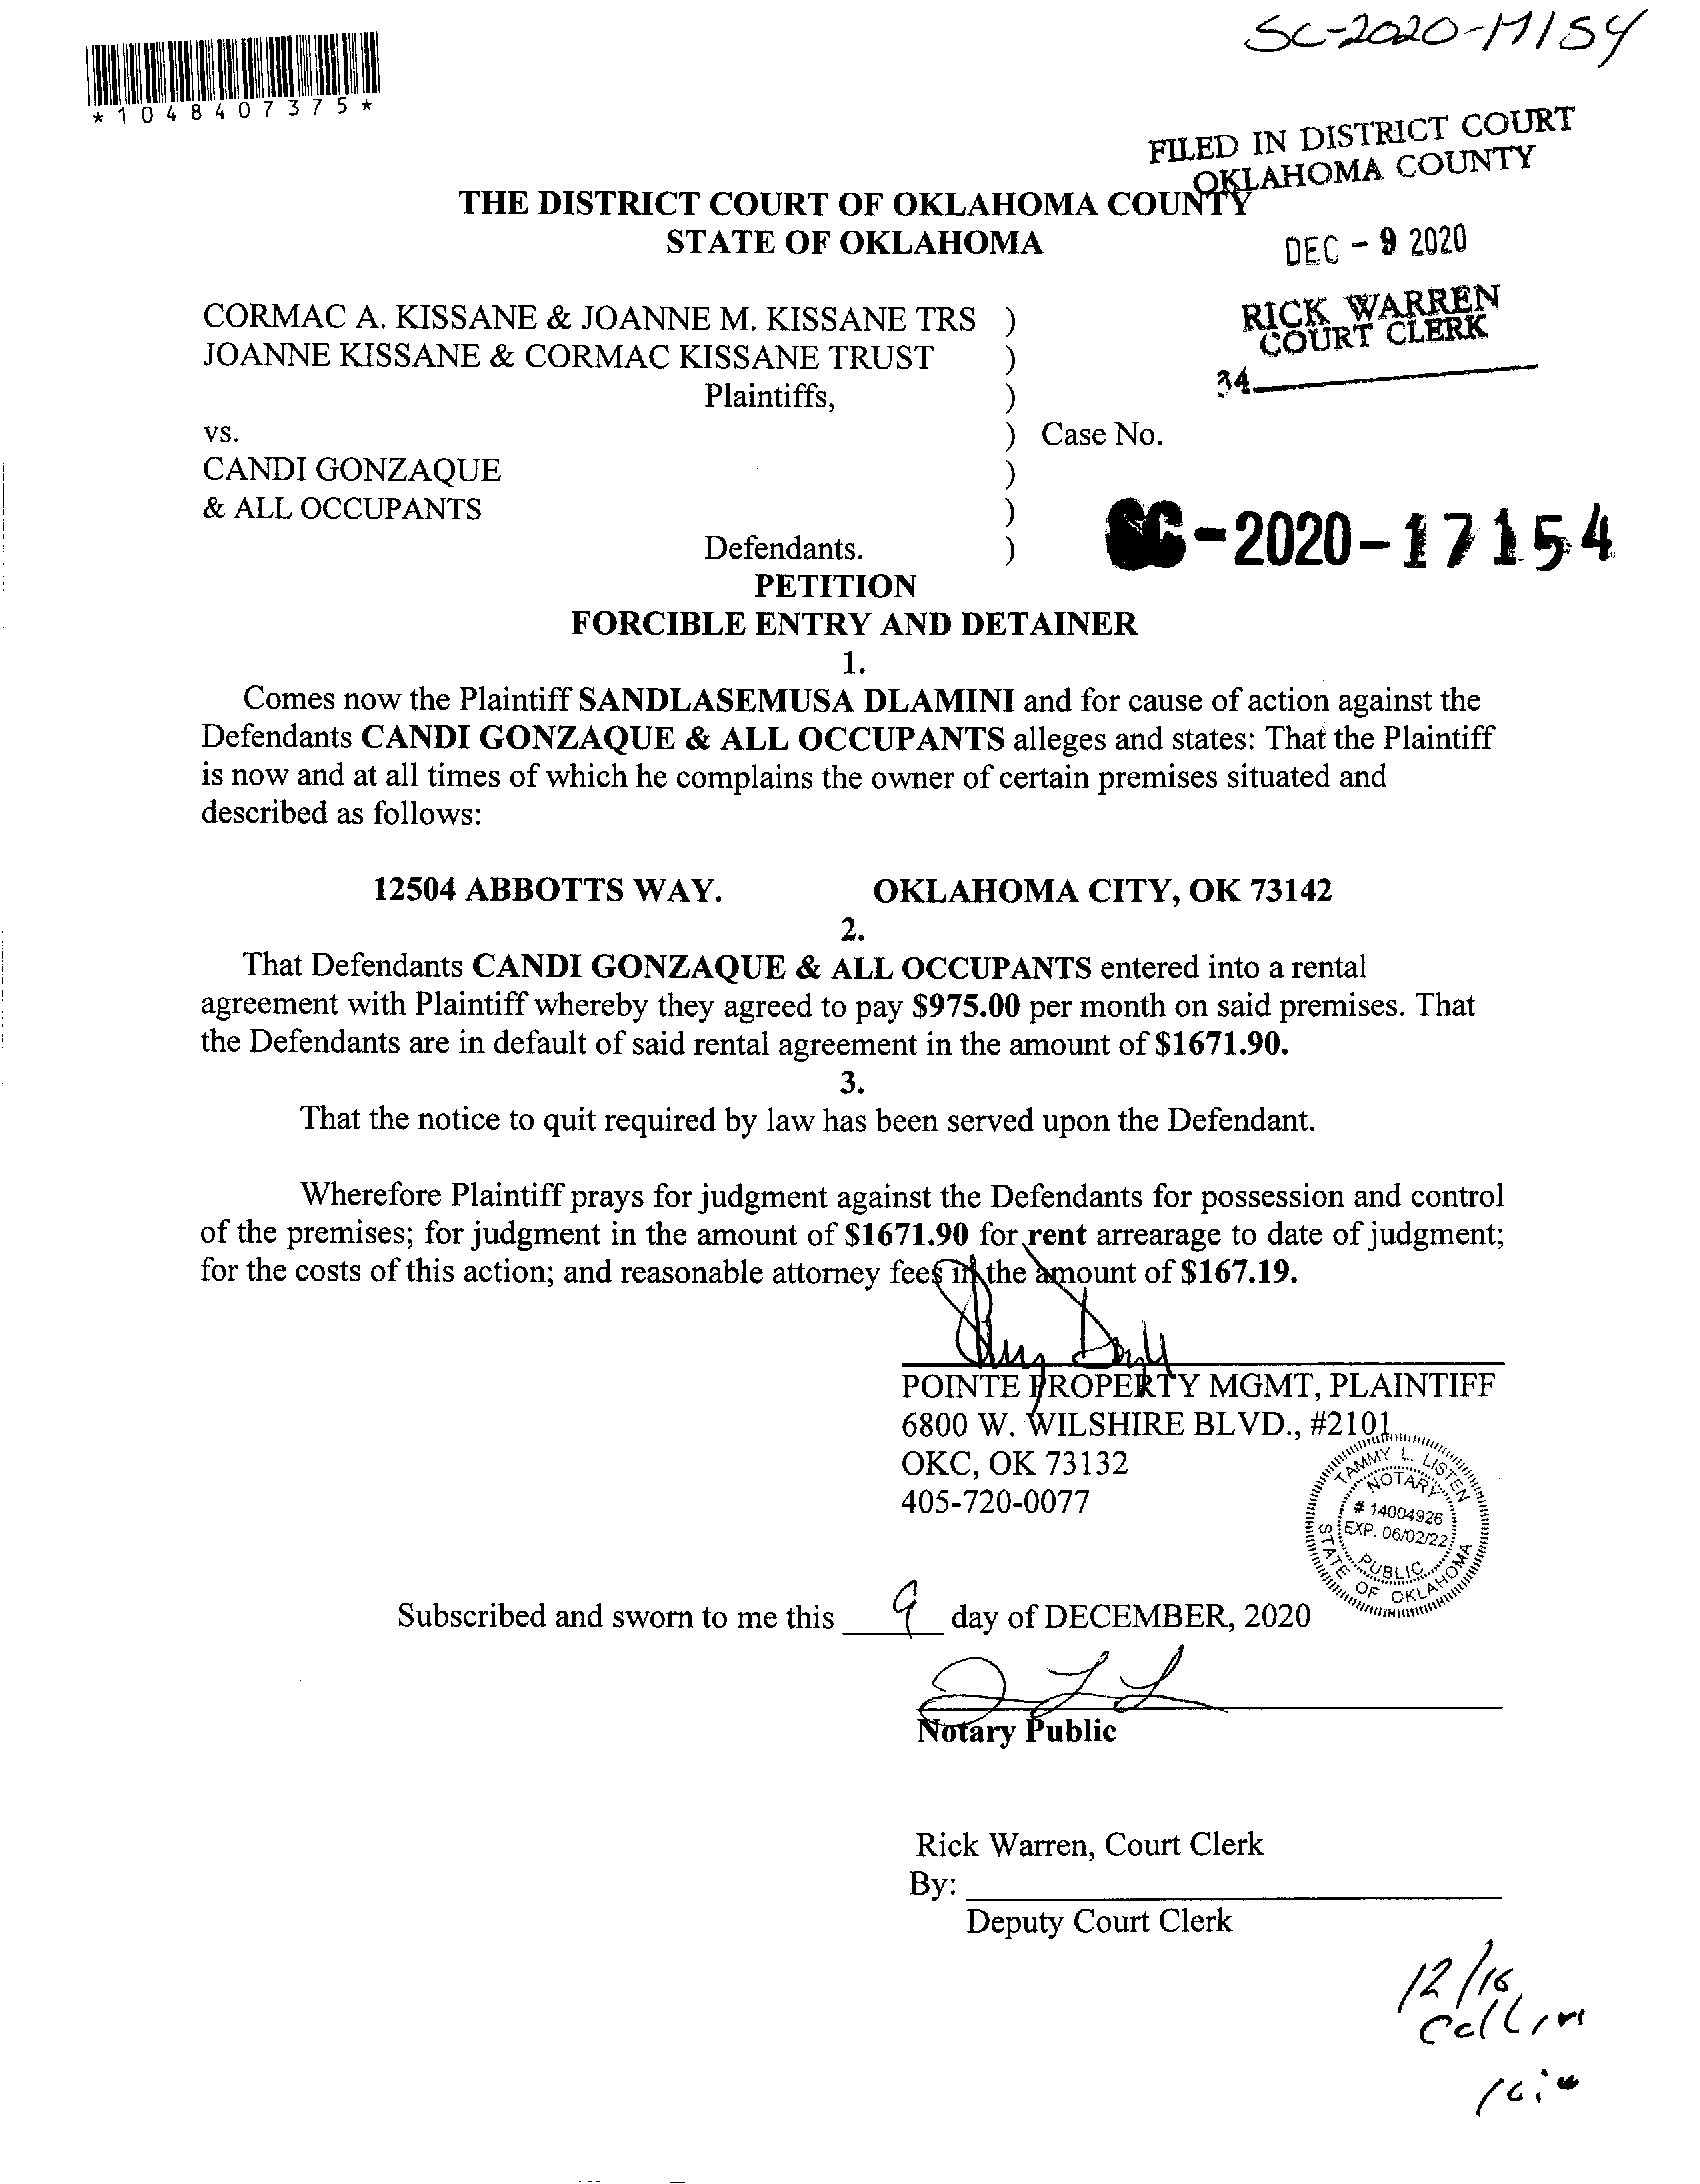 SC-2020-17154
*1048407375*
FILED IN DISTRICT COURT
OKLAHOMA COUNTY
THE DISTRICT COURT OF OKLAHOMA COUNTY
STATE OF OKLAHOMA
DEC - 9 2020
RICK WARREN
COURT CLERK
34
CORMAC A. KISSANE & JOANNE M. KISSANE TRS )
JOANNE KISSANE & CORMAC KISSANE TRUST )
Plaintiffs, )
vs. ) Case No.
CANDI GONZAQUE )
& ALL OCCUPANTS )
SC-2020-17154
Defendants. )
PETITION
FORCIBLE ENTRY AND DETAINER
1.
Comes now the Plaintiff SANDLASEMUSA DLAMINI and for cause of action against the
Defendants CANDI GONZAQUE & ALL OCCUPANTS alleges and states: That the Plaintiff
is now and at all times of which he complains the owner of certain premises situated and
described as follows:
12504 ABBOTTS WAY. OKLAHOMA CITY, OK 73142
2.
That Defendants CANDI GONZAQUE & ALL OCCUPANTS entered into a rental
agreement with Plaintiff whereby they agreed to pay $975.00 per month on said premises. That
the Defendants are in default of said rental agreement in the amount of $1671.90.
3.
That the notice to quit required by law has been served upon the Defendant.
Wherefore Plaintiff prays for judgment against the Defendants for possession and control
of the premises; for judgment in the amount of $1671.90 for rent arrearage to date of judgment;
for the costs of this action; and reasonable attorney fees in the amount of $167.19.
POINTE PROPERTY MGMT, PLAINTIFF
6800 W. WILSHIRE BLVD., #2101
OKC, OK 73132
405-720-0077
TAMMY L. LISTEN
NOTARY
# 14004926
EXP. 06/02/22
PUBLIC
STATE OF OKLAHOMA
Subscribed and sworn to me this 9 day of DECEMBER, 2020
Notary Public
Rick Warren, Court Clerk
By:
Deputy Court Clerk
12/16